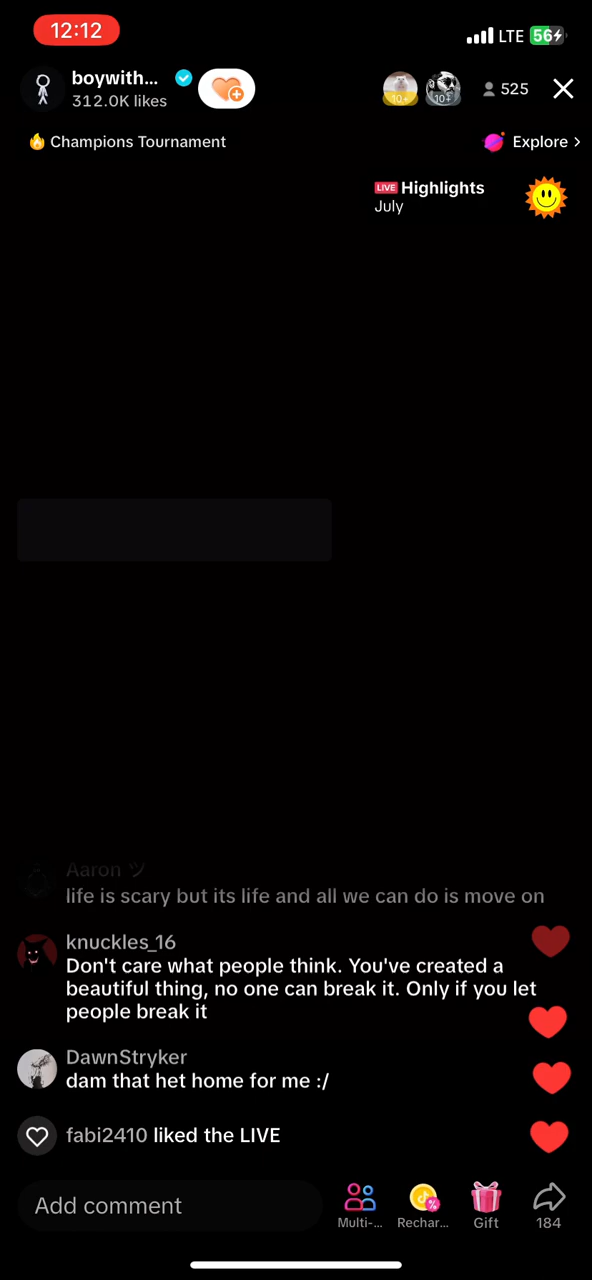 12:12
LTE 56
boywith...
312.0K likes
10+
10+
525
Champions Tournament
Explore >
LIVE Highlights
July
Aaron ツ
life is scary but its life and all we can do is move on
knuckles_16
Don't care what people think. You've created a
beautiful thing, no one can break it. Only if you let
people break it
DawnStryker
dam that het home for me :/
fabi2410 liked the LIVE
Add comment
Multi-...
Rechar...
Gift
184